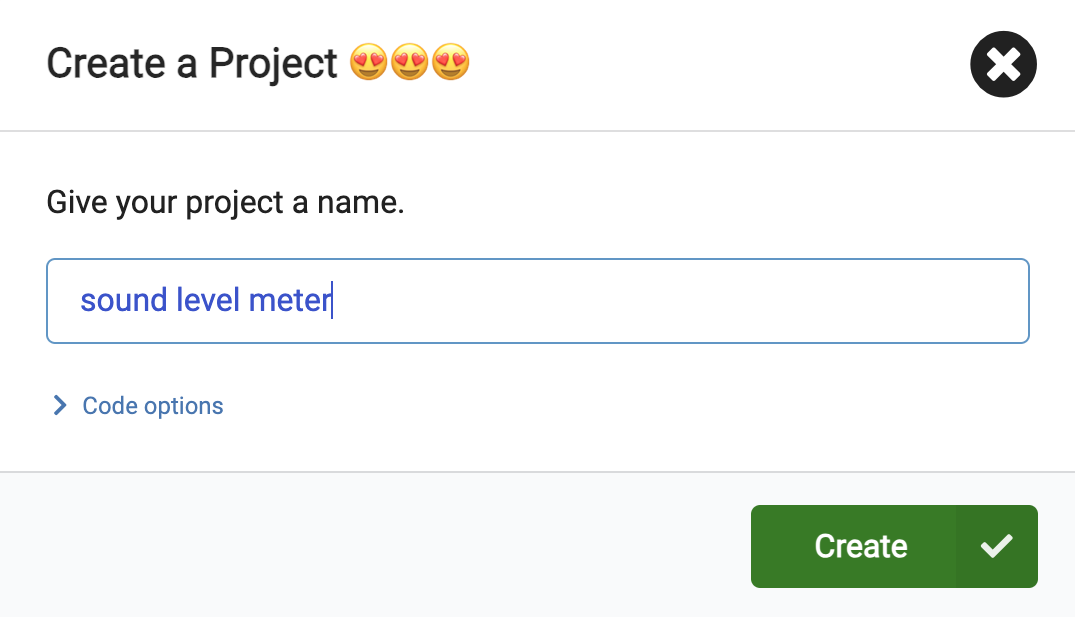 Create a Project 😍😍😍
Give your project a name.
sound level meter
Code options
Create